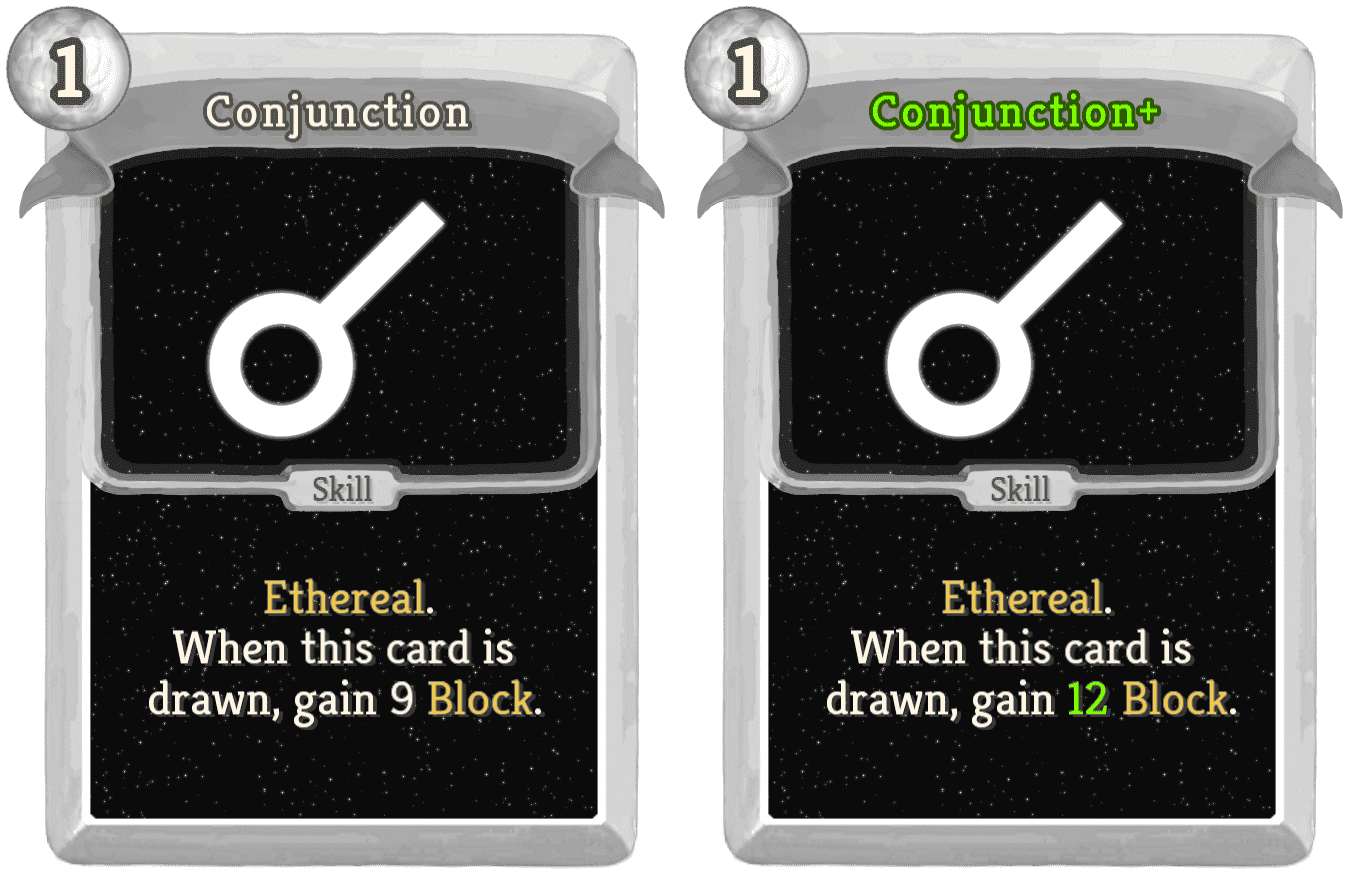 1
Conjunction
Skill
Ethereal.
When this card is
drawn, gain 9 Block.
1
Conjunction+
Skill
Ethereal.
When this card is
drawn, gain 12 Block.